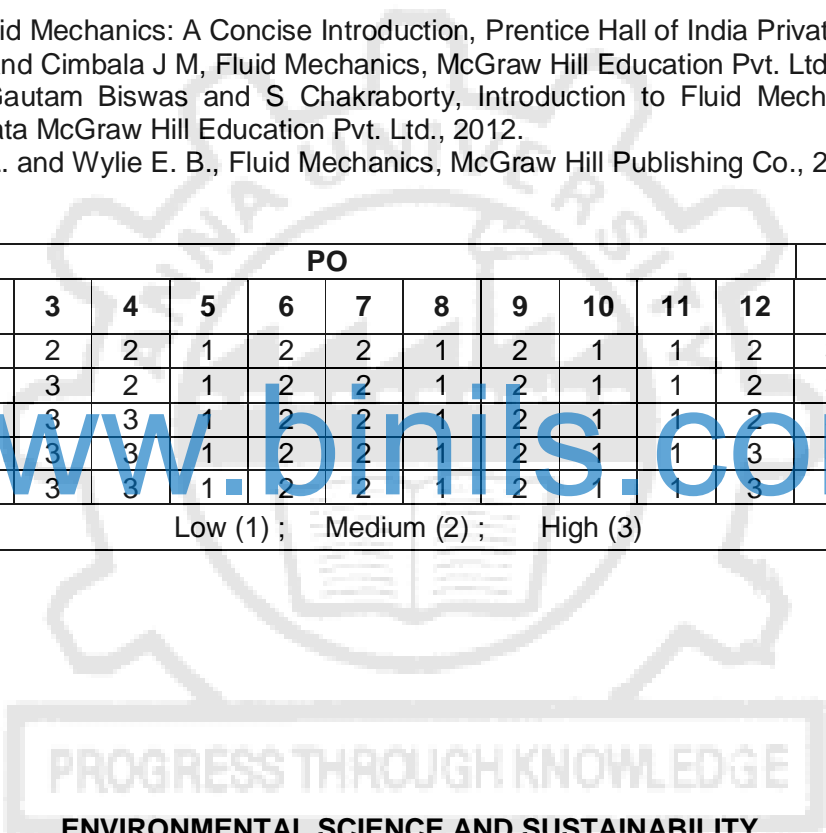 uid Mechanics: A Concise Introduction, Prentice Hall of India Privat
nd Cimbala J M, Fluid Mechanics, McGraw Hill Education Pvt. Ltd
Gautam Biswas and S Chakraborty, Introduction to Fluid Mech
ata McGraw Hill Education Pvt. Ltd., 2012.
. and Wylie E. B., Fluid Mechanics, McGraw Hill Publishing Co., 2
ANNA UNIVERSITY
PO
3 4 5 6 7 8 9 10 11 12
2 2 1 2 2 1 2 1 1 2
3 2 1 2 2 1 2 1 1 2
3 3 1 2 2 1 2 1 1 2
3 3 1 2 2 1 2 1 1 3
3 3 1 2 2 1 2 1 1 3
www.binils.co
Low (1) ; Medium (2) ; High (3)
PROGRESS THROUGH KNOWLEDGE
ENVIRONMENTAL SCIENCE AND SUSTAINABILITY